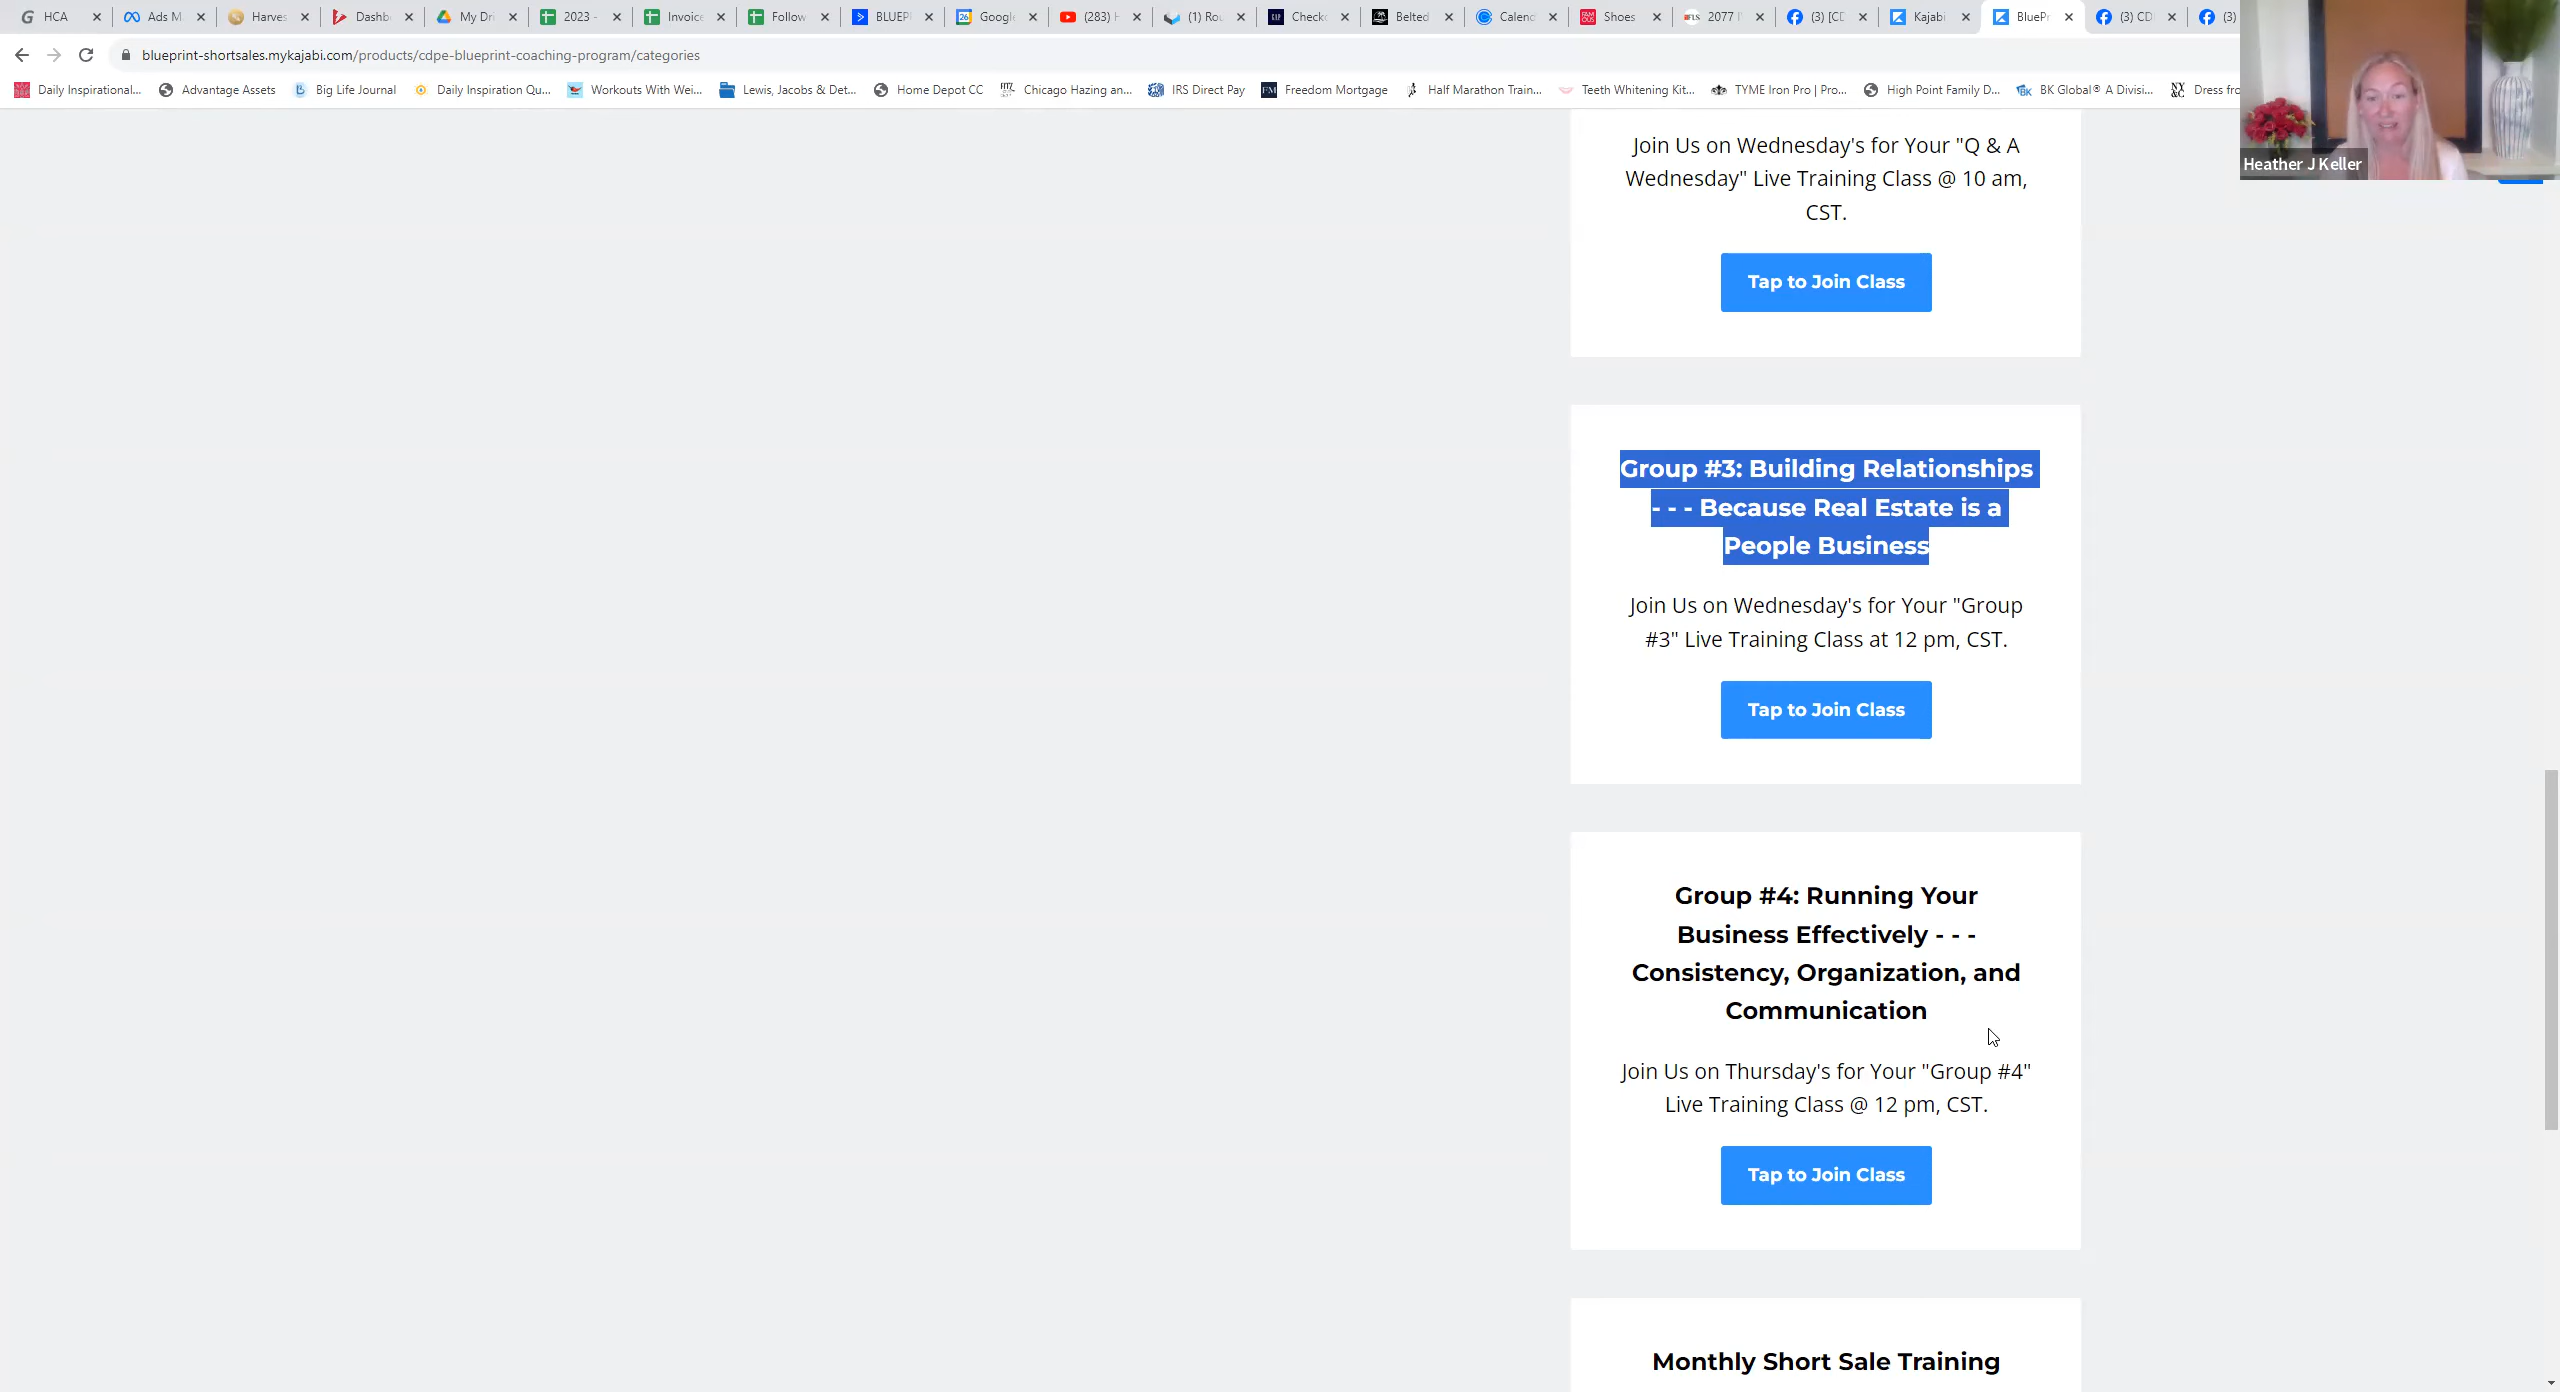 HCA
Ads M
Harves
Dashb
My Dri
2023 -
Invoice
Follow
BLUEPI
Google
(283) H
(1) Rou
Check
Belted
Calend
Shoes
2077 I
(3) [CD
Kajabi
BluePr
(3) CD
(3)
blueprint-shortsales.mykajabi.com/products/cdpe-blueprint-coaching-program/categories
Daily Inspirational...
Advantage Assets
Big Life Journal
Daily Inspiration Qu...
Workouts With Wei...
Lewis, Jacobs & Det...
Home Depot CC
Chicago Hazing an...
IRS Direct Pay
Freedom Mortgage
Half Marathon Train...
Teeth Whitening Kit...
TYME Iron Pro | Pro...
High Point Family D...
BK Global® A Divisi...
Dress fro
Heather J Keller
Join Us on Wednesday's for Your "Q & A
Wednesday" Live Training Class @ 10 am,
CST.
Tap to Join Class
Group #3: Building Relationships
- - - Because Real Estate is a
People Business
Join Us on Wednesday's for Your "Group
#3" Live Training Class at 12 pm, CST.
Tap to Join Class
Group #4: Running Your
Business Effectively - - -
Consistency, Organization, and
Communication
Join Us on Thursday's for Your "Group #4"
Live Training Class @ 12 pm, CST.
Tap to Join Class
Monthly Short Sale Training